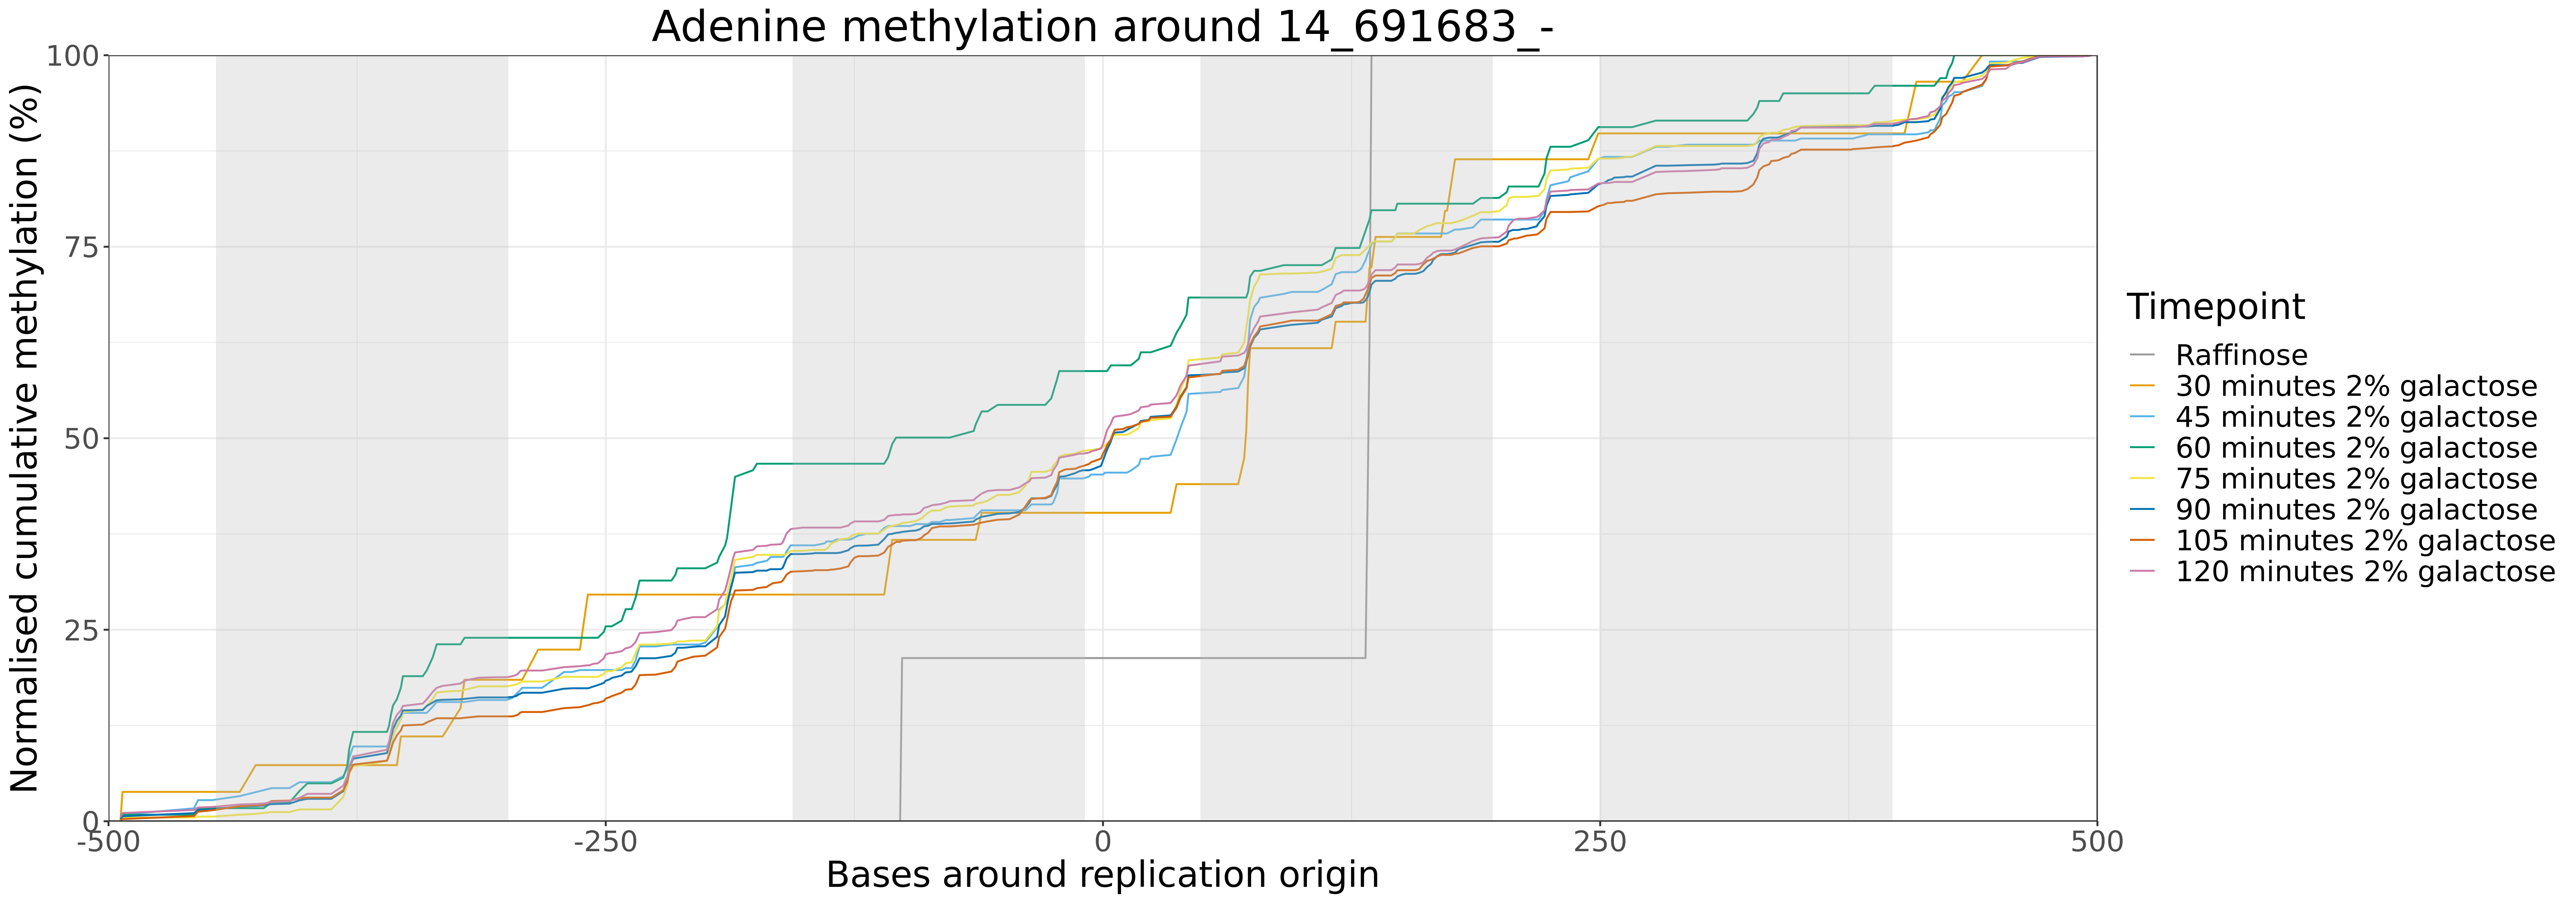 Adenine methylation around 14_691683_-
Normalised cumulative methylation (%)
100
75
50
25
0
-500
-250
0
250
500
Bases around replication origin
Timepoint
Raffinose
30 minutes 2% galactose
45 minutes 2% galactose
60 minutes 2% galactose
75 minutes 2% galactose
90 minutes 2% galactose
105 minutes 2% galactose
120 minutes 2% galactose